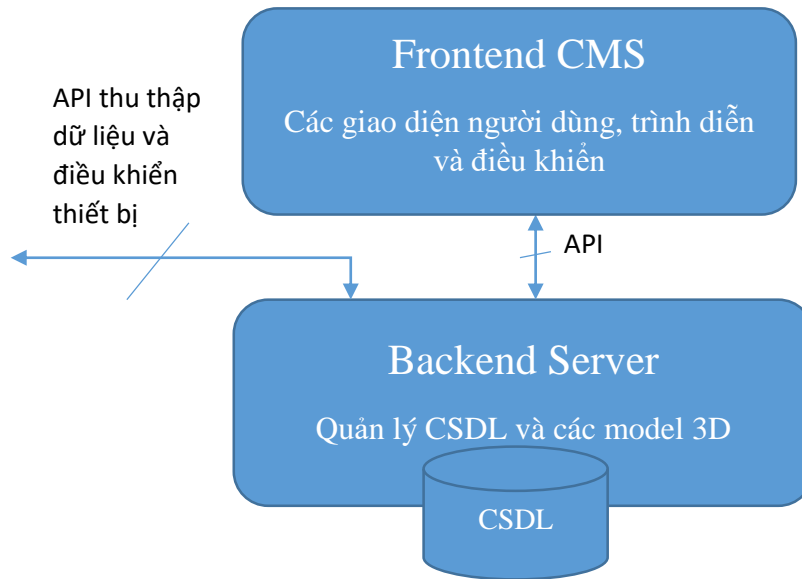 Frontend CMS
Các giao diện người dùng, trình diễn
và điều khiển
API thu thập
dữ liệu và
điều khiển
thiết bị
API
Backend Server
Quản lý CSDL và các model 3D
CSDL